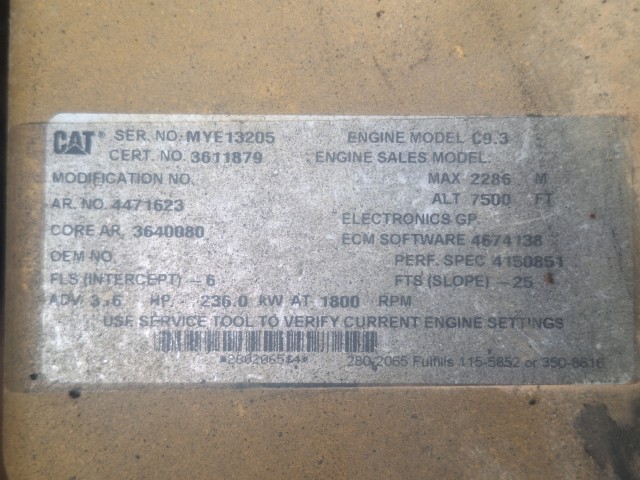 CAT® SER. NO. MYE13205 ENGINE MODEL C9.3
CERT. NO. 3611879 ENGINE SALES MODEL:
MODIFICATION NO. MAX 2286 M
AR. NO. 4471623 ALT 7500 FT
CORE AR. 3640080 ELECTRONICS GP.
OEM NO. ECM SOFTWARE 4674138
PERF. SPEC 4150851
FLS (INTERCEPT) -6 FTS (SLOPE) -25
ADV HP. 236.0 kW AT 1800 RPM
USE SERVICE TOOL TO VERIFY CURRENT ENGINE SETTINGS
280-2065 Fulfills 115-5852 or 350-8616